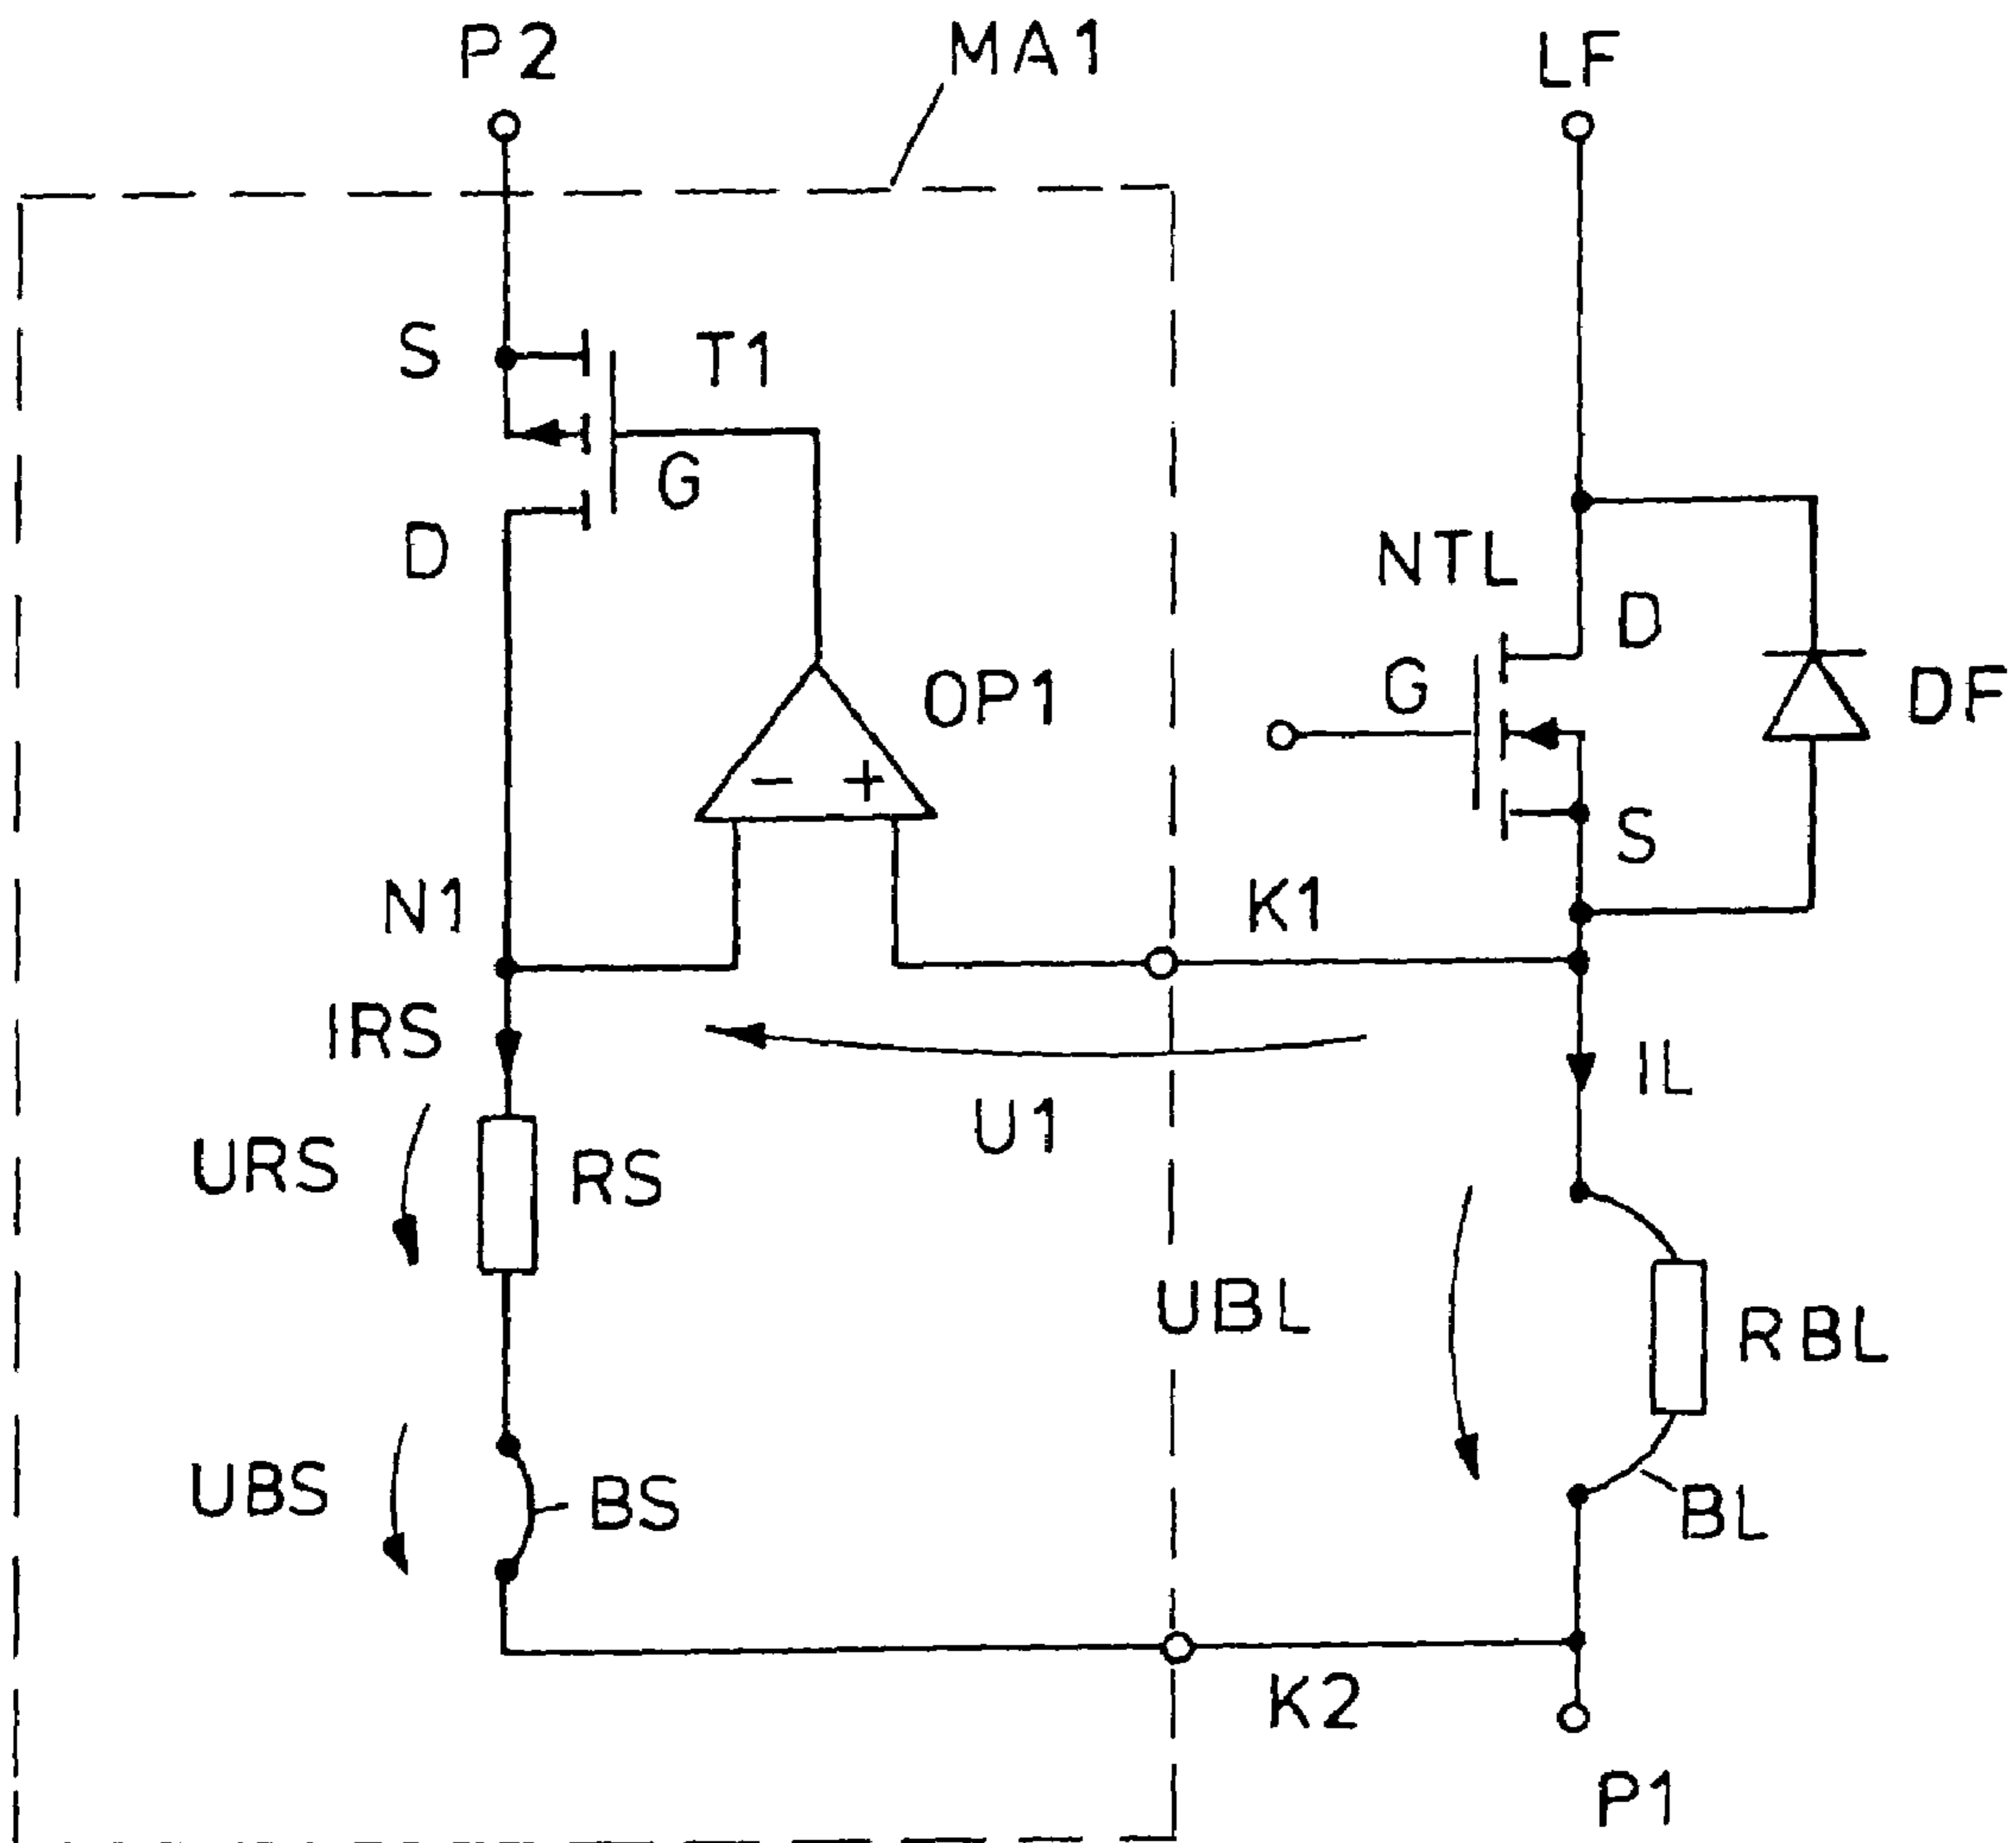 P2
MA1
LF
S
T1
G
D
NTL
D
G
DF
OP1
- +
S
N1
K1
IRS
IL
U1
URS
RS
UBL
RBL
UBS
BS
BL
K2
P1